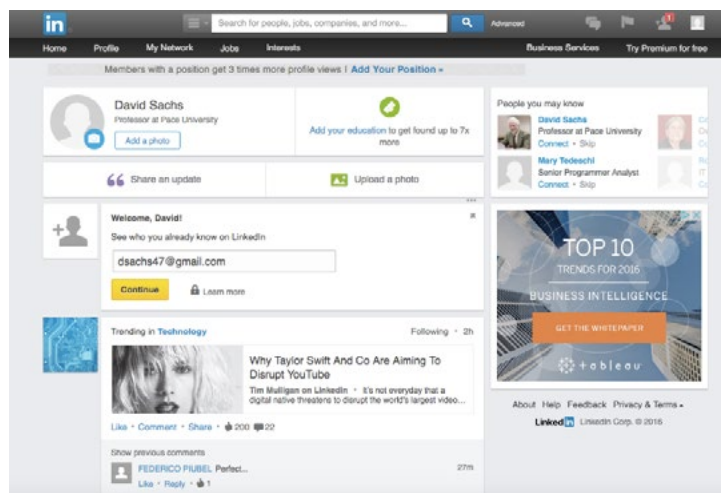 in
Search for people, jobs, companies, and more...
Advanced
1
Home Profile My Network Jobs Interests Business Services Try Premium for free
Members with a position get 3 times more profile views ! Add Your Position »
David Sachs
Professor at Pace University
Add a photo
Add your education to get found up to 7x
more
Share an update
Upload a photo
Welcome, David!
See who you already know on LinkedIn
dsachs47@gmail.com
Continue
Learn more
Trending in Technology
Following • 2h
Why Taylor Swift And Co Are Aiming To
Disrupt YouTube
Tim Mulligan on LinkedIn • It's not everyday that a
digital native threatens to disrupt the world's largest video...
Like • Comment • Share • 200 22
Show previous comments
FEDERICO PIUBEL Perfect...
27m
Like • Reply • 1
People you may know
David Sachs
Professor at Pace University
Connect • Skip
Mary Tedeschi
Senior Programmer Analyst
Connect • Skip
TOP 10
TRENDS FOR 2016
BUSINESS INTELLIGENCE
GET THE WHITEPAPER
+ableau
About Help Feedback Privacy & Terms
LinkedIn LinkedIn Corp. © 2016